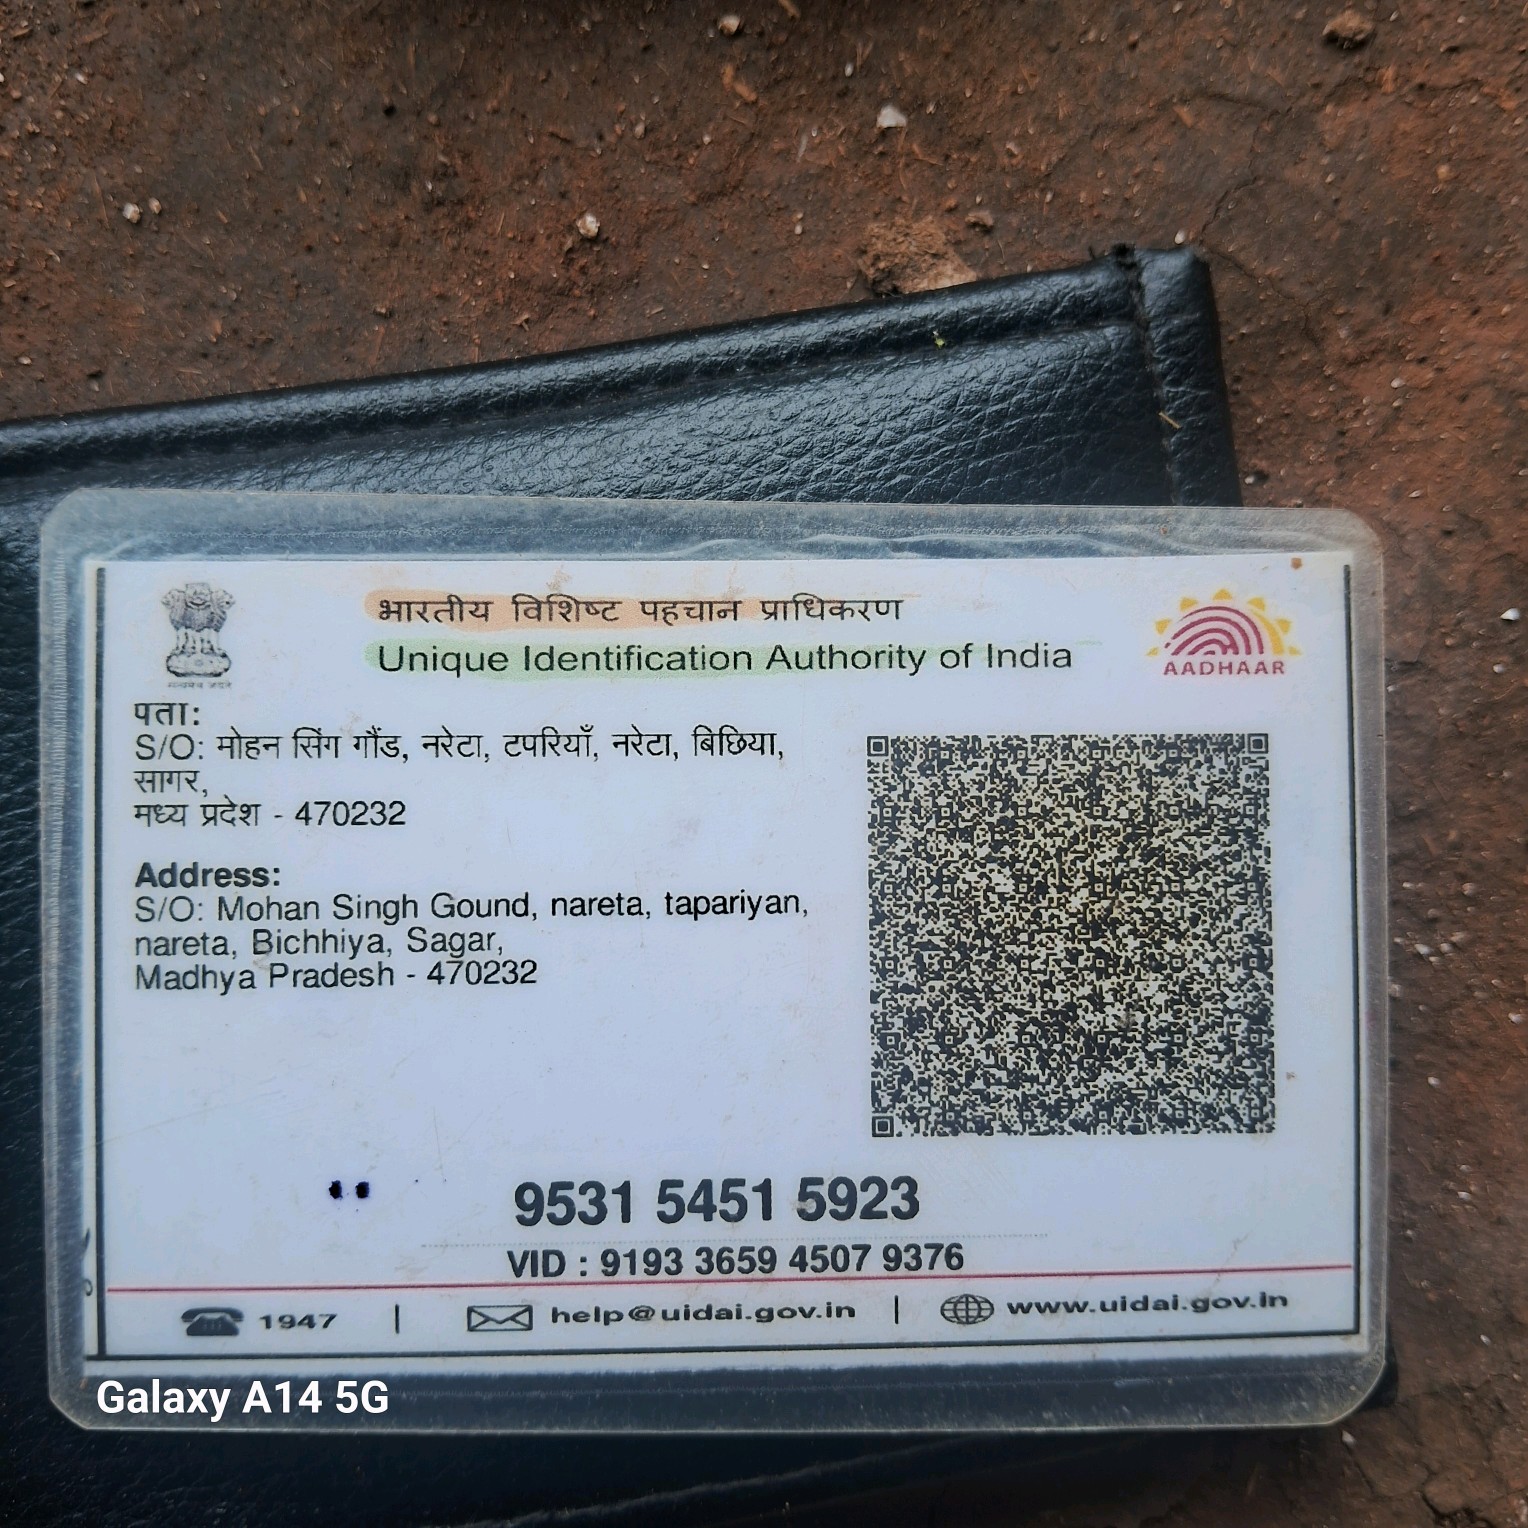 भारतीय विशिष्ट पहचान प्राधिकरण
Unique Identification Authority of India
AADHAAR
पता:
S/O: मोहन सिंग गौंड, नरेटा, टपरियाँ, नरेटा, बिछिया,
सागर,
मध्य प्रदेश - 470232
Address:
S/O: Mohan Singh Gound, nareta, tapariyan,
nareta, Bichhiya, Sagar,
Madhya Pradesh - 470232
9531 5451 5923
VID : 9193 3659 4507 9376
1947 | help@uidai.gov.in | www.uidai.gov.in
Galaxy A14 5G